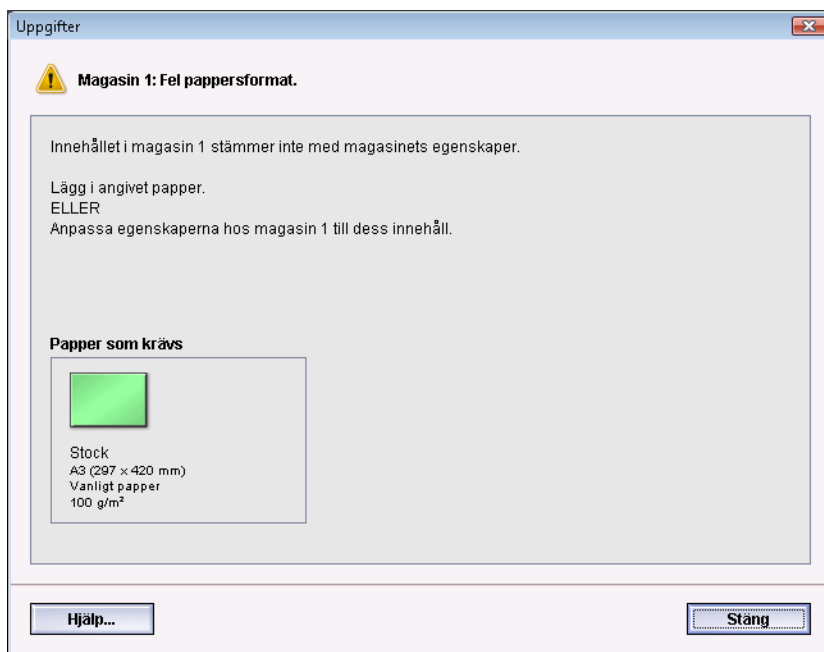 Uppgifter
Magasin 1: Fel pappersformat.
Innehållet i magasin 1 stämmer inte med magasinets egenskaper.
Lägg i angivet papper.
ELLER
Anpassa egenskaperna hos magasin 1 till dess innehåll.
Papper som krävs
Stock
A3 (297 x 420 mm)
Vanligt papper
100 g/m²
Hjälp...
Stäng